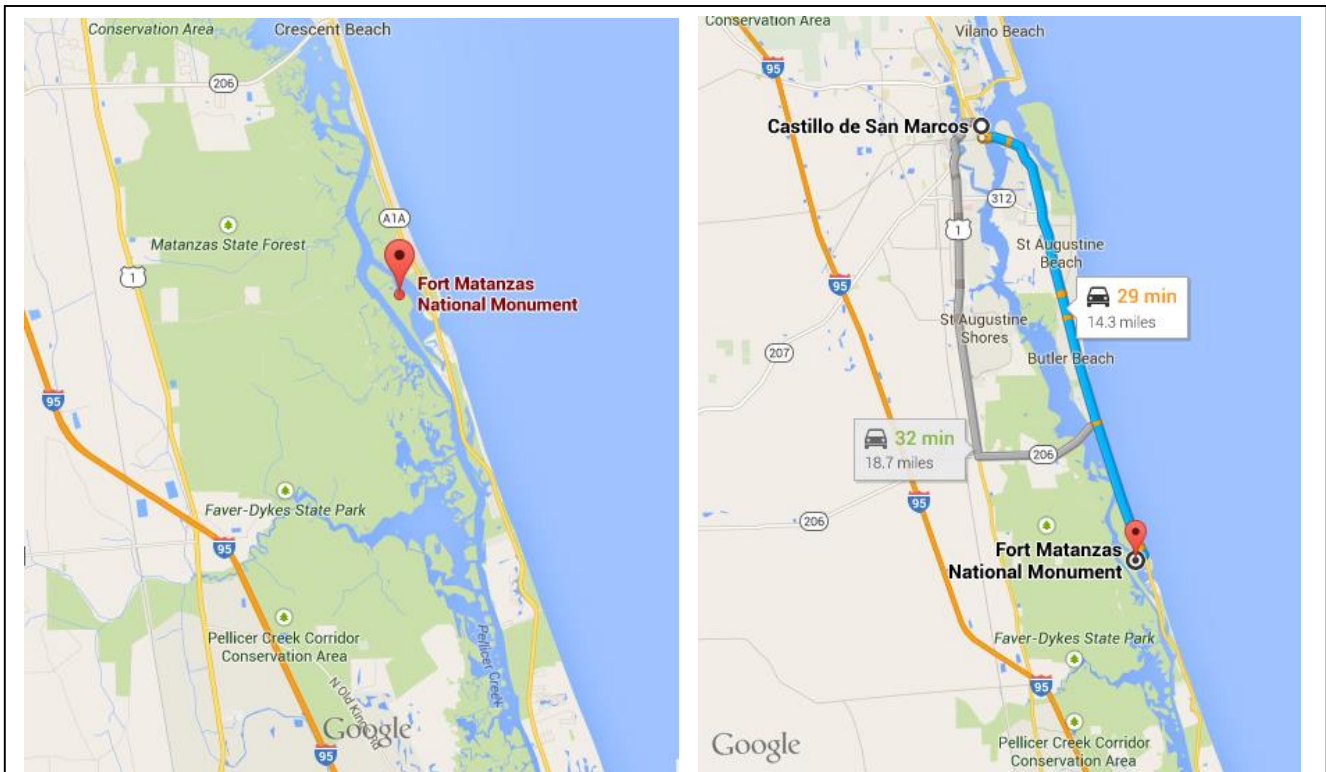 Conservation Area
Crescent Beach
206
A1A
Matanzas State Forest
1
Fort Matanzas
National Monument
95
Faver-Dykes State Park
95
Pellicer Creek Corridor
Conservation Area
Pellicer Creek
N Old Kings Rd
Google
95
Conservation Area
Vilano Beach
95
Castillo de San Marcos
312
1
St Augustine
Beach
95
29 min
14.3 miles
St Augustine
Shores
207
Butler Beach
32 min
18.7 miles
206
95
206
Fort Matanzas
National Monument
Faver-Dykes State Park
95
Pellicer Creek Corridor
Conservation Area
Google